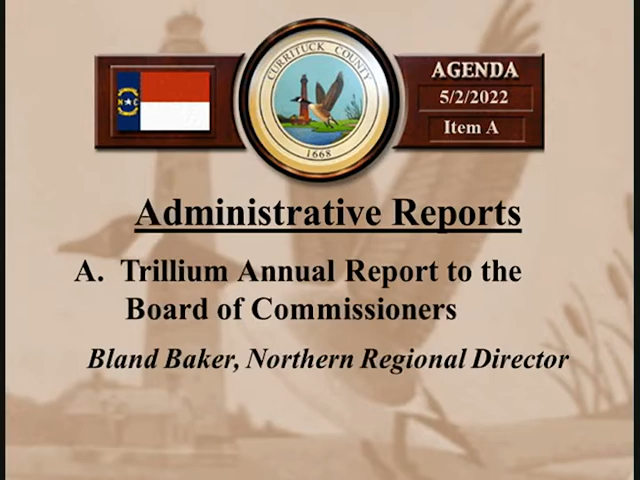 CURRITUCK COUNTY
1668
N C
AGENDA
5/2/2022
Item A
Administrative Reports
A. Trillium Annual Report to the
Board of Commissioners
Bland Baker, Northern Regional Director